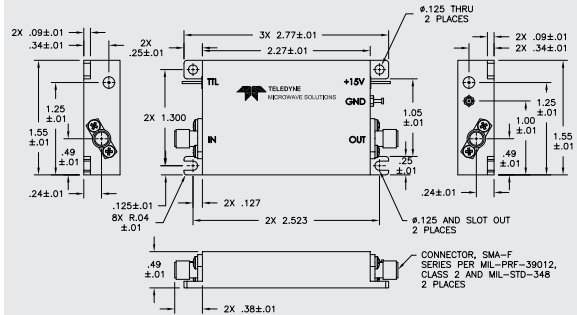 2X .09±.01
.34±.01
2X
.25±.01
3X 2.77±.01
2.27±.01
ø.125 THRU
2 PLACES
2X .09±.01
2X .34±.01
TTL
TELEDYNE
MICROWAVE SOLUTIONS
+15V
GND
IN
OUT
1.25
±.01
1.55
±.01
.49
±.01
.24±.01
2X 1.300
1.05
±.01
.25
±.01
1.00
±.01
1.25
±.01
1.55
±.01
.49
±.01
.24±.01
.125±.01
8X R.04
±.01
2X .127
2X 2.523
ø.125 AND SLOT OUT
2 PLACES
.49
±.01
2X .38±.01
CONNECTOR, SMA-F
SERIES PER MIL-PRF-39012,
CLASS 2 AND MIL-STD-348
2 PLACES